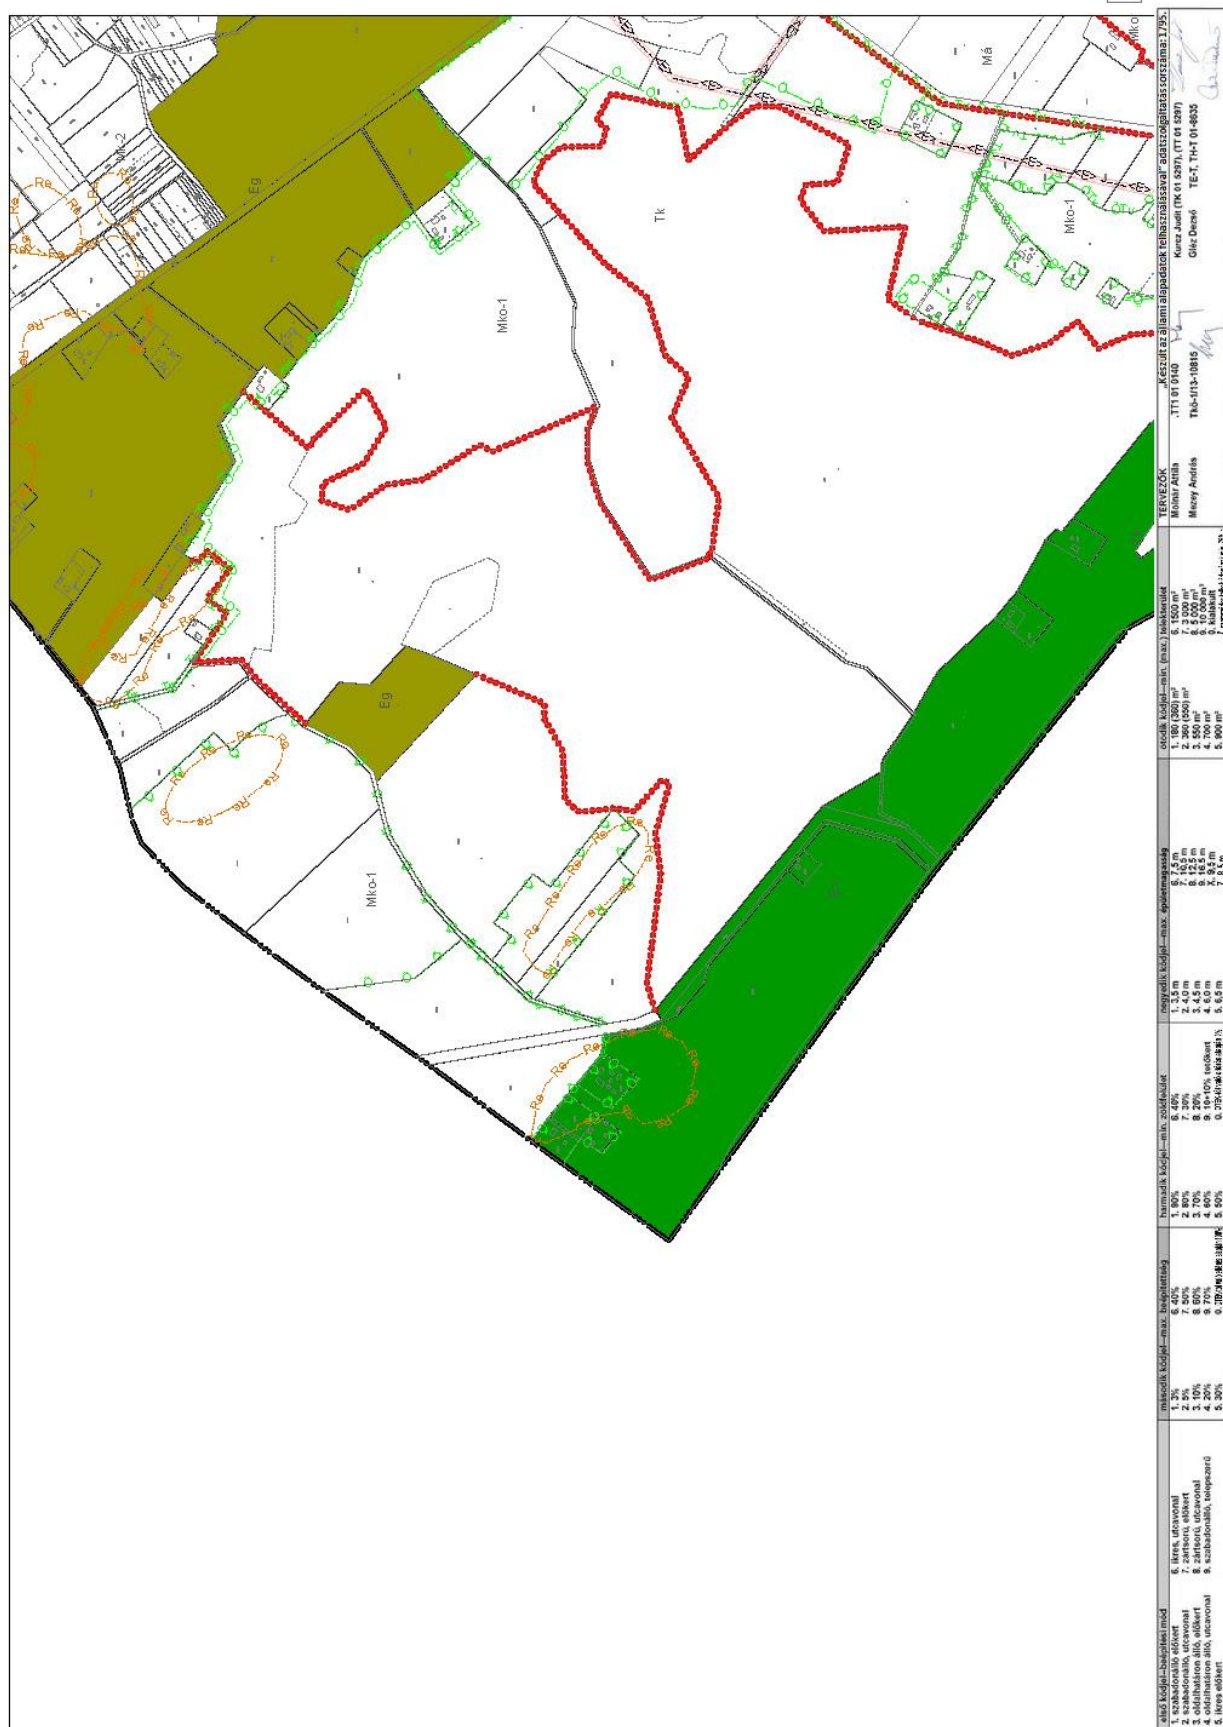 Mk-2
Eg
Mko-1
Tk
Má
Mko
Mko-1
Eg
Mko-1
első kódjel—beépítési mód
1. szabadonálló előkert
2. szabadonálló, utcavonal
3. oldalhatáron álló, előkert
4. oldalhatáron álló, utcavonal
5. ikres előkert
6. ikres, utcavonal
7. zártsorú, előkert
8. zártsorú, utcavonal
9. szabadonálló, telepszerű
második kódjel—max. beépítettség
1. 3%
2. 5%
3. 10%
4. 20%
5. 30%
6. 40%
7. 50%
8. 60%
9. 70%
harmadik kódjel—min. zöldfelület
1. 90%
2. 80%
3. 70%
4. 60%
5. 50%
6. 40%
7. 30%
8. 20%
9. 10+10% tetőkert
negyedik kódjel—max. épületmagasság
1. 3,5 m
2. 4,0 m
3. 4,5 m
4. 6,0 m
5. 6,5 m
6. 7,5 m
7. 10,5 m
8. 12,5 m
9. 16,5 m
X. 9,5 m
ötödik kódjel—min. (max.) telekterület
1. 180 (360) m²
2. 360 (550) m²
3. 550 m²
4. 700 m²
5. 900 m²
6. 1500 m²
7. 3 000 m²
8. 5 000 m²
9. 10 000 m²
0. kialakult
TERVEZŐK
Molnár Attila .TT1 01 0140
Mezey András Tkö-1/13-10815
„Készült az állami alapadatok felhasználásával" adatszolgáltatás sorszáma: 1795.
Kurcz Judit (TK 01 5297), (TT 01 5297)
Giéz Dezső TE-T, TH-T 01-8635